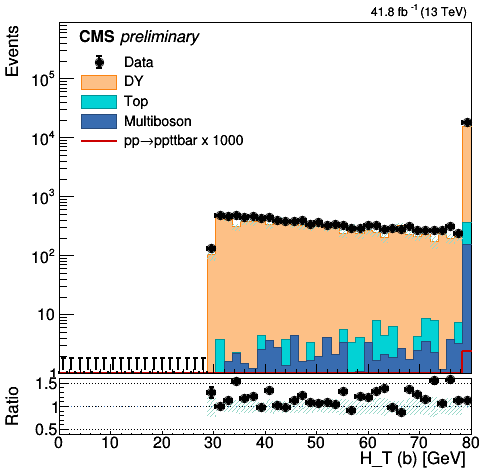 41.8 fb⁻¹ (13 TeV)
CMS preliminary
Events
Data
DY
Top
Multiboson
pp→ppttbar x 1000
10⁵
10⁴
10³
10²
10
1
Ratio
1.5
1
0.5
0 10 20 30 40 50 60 70 80
H_T (b) [GeV]